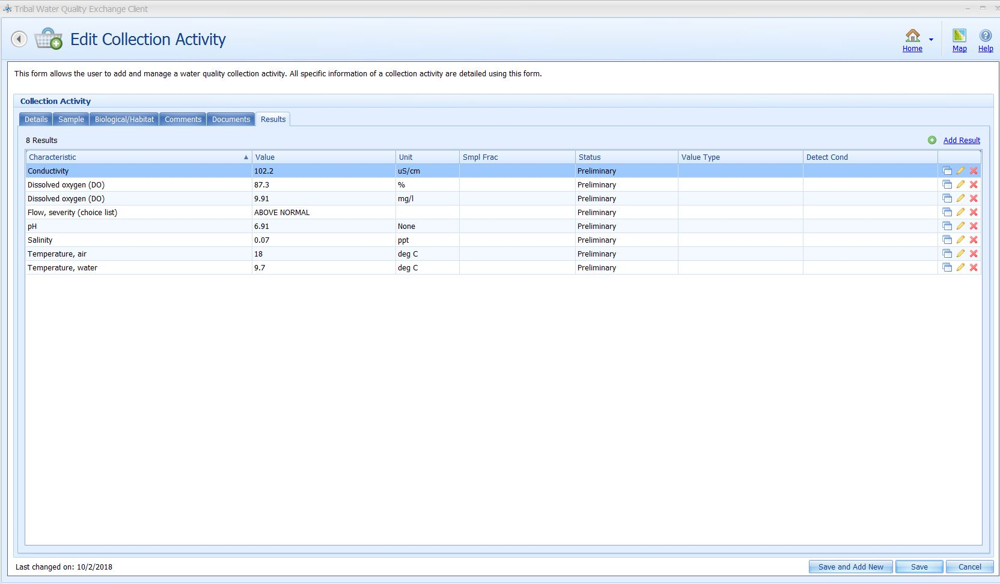 Tribal Water Quality Exchange Client
Edit Collection Activity
Home Map Help
This form allows the user to add and manage a water quality collection activity. All specific information of a collection activity are detailed using this form.
Collection Activity
Details Sample Biological/Habitat Comments Documents Results
8 Results Add Result
Characteristic Value Unit Smpl Frac Status Value Type Detect Cond
Conductivity 102.2 uS/cm Preliminary
Dissolved oxygen (DO) 87.3 % Preliminary
Dissolved oxygen (DO) 9.91 mg/l Preliminary
Flow, severity (choice list) ABOVE NORMAL Preliminary
pH 6.91 None Preliminary
Salinity 0.07 ppt Preliminary
Temperature, air 18 deg C Preliminary
Temperature, water 9.7 deg C Preliminary
Last changed on: 10/2/2018 Save and Add New Save Cancel